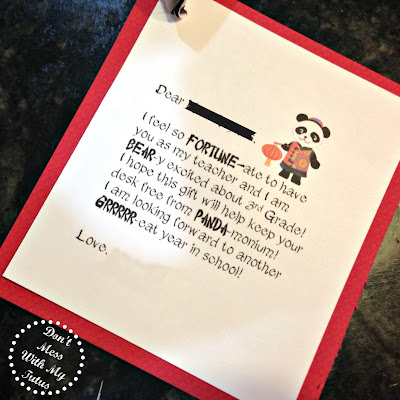 Dear
I feel so FORTUNE-ate to have
you as my teacher and I am
BEAR-y excited about 3rd Grade!
I hope this gift will help keep your
desk free from PANDA-monium!
I am looking forward to another
GRRRRR-eat year in school!
Love,
Don't
Mess
With My
Tutus